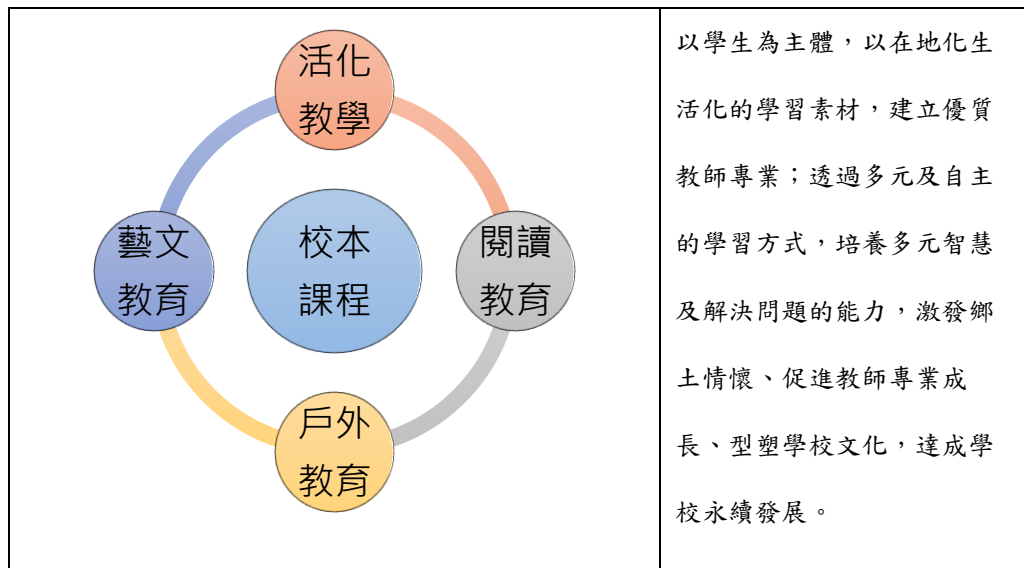 活化
教學
藝文
教育
校本
課程
閱讀
教育
戶外
教育
以學生為主體，以在地化生
活化的學習素材，建立優質
教師專業；透過多元及自主
的學習方式，培養多元智慧
及解決問題的能力，激發鄉
土情懷、促進教師專業成
長、型塑學校文化，達成學
校永續發展。